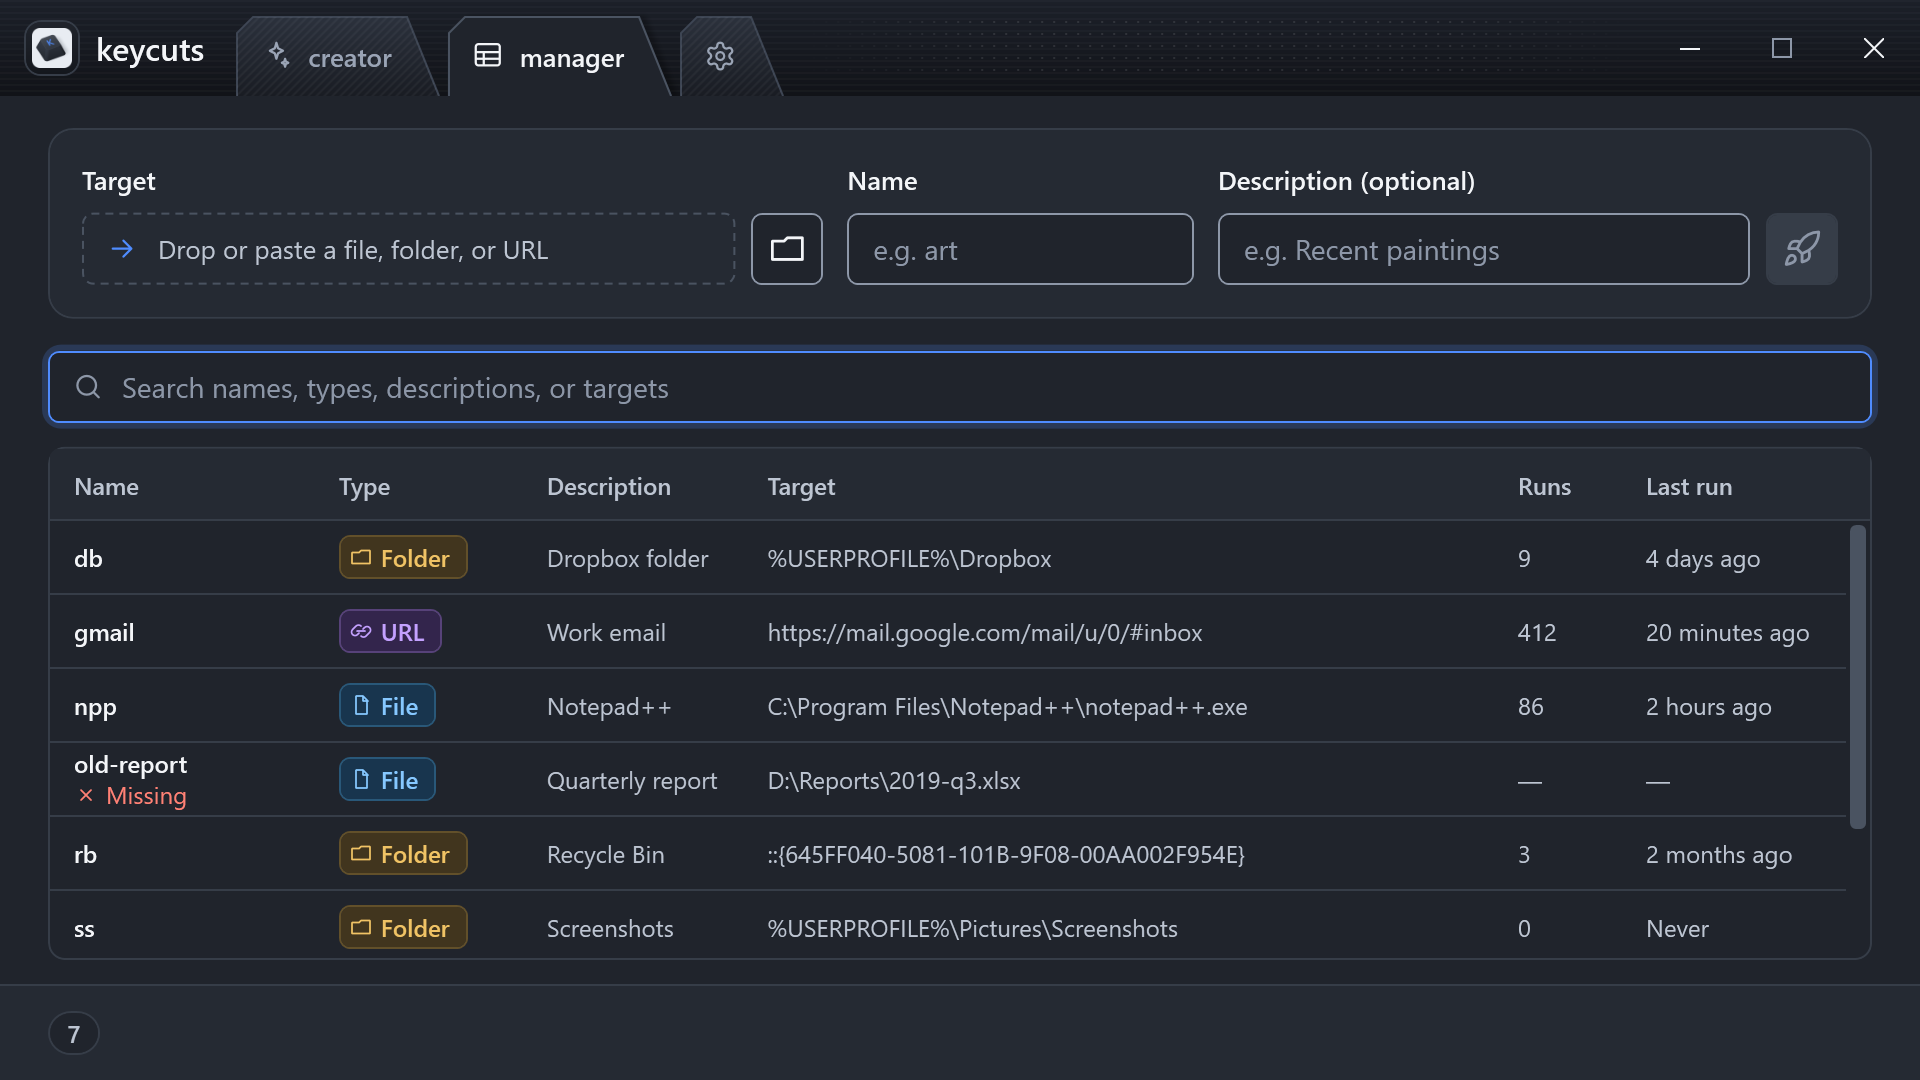 keycuts
creator
manager
Target
Name
Description (optional)
Drop or paste a file, folder, or URL
e.g. art
e.g. Recent paintings
Search names, types, descriptions, or targets
Name Type Description Target Runs Last run
db Folder Dropbox folder %USERPROFILE%\Dropbox 9 4 days ago
gmail URL Work email https://mail.google.com/mail/u/0/#inbox 412 20 minutes ago
npp File Notepad++ C:\Program Files\Notepad++\notepad++.exe 86 2 hours ago
old-report File Quarterly report D:\Reports\2019-q3.xlsx — —
Missing
rb Folder Recycle Bin ::{645FF040-5081-101B-9F08-00AA002F954E} 3 2 months ago
ss Folder Screenshots %USERPROFILE%\Pictures\Screenshots 0 Never
7